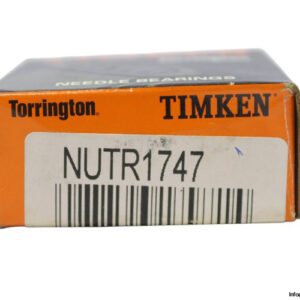 NEEDLE BEARINGS
Torrington.
TIMKEN
NUTR1747